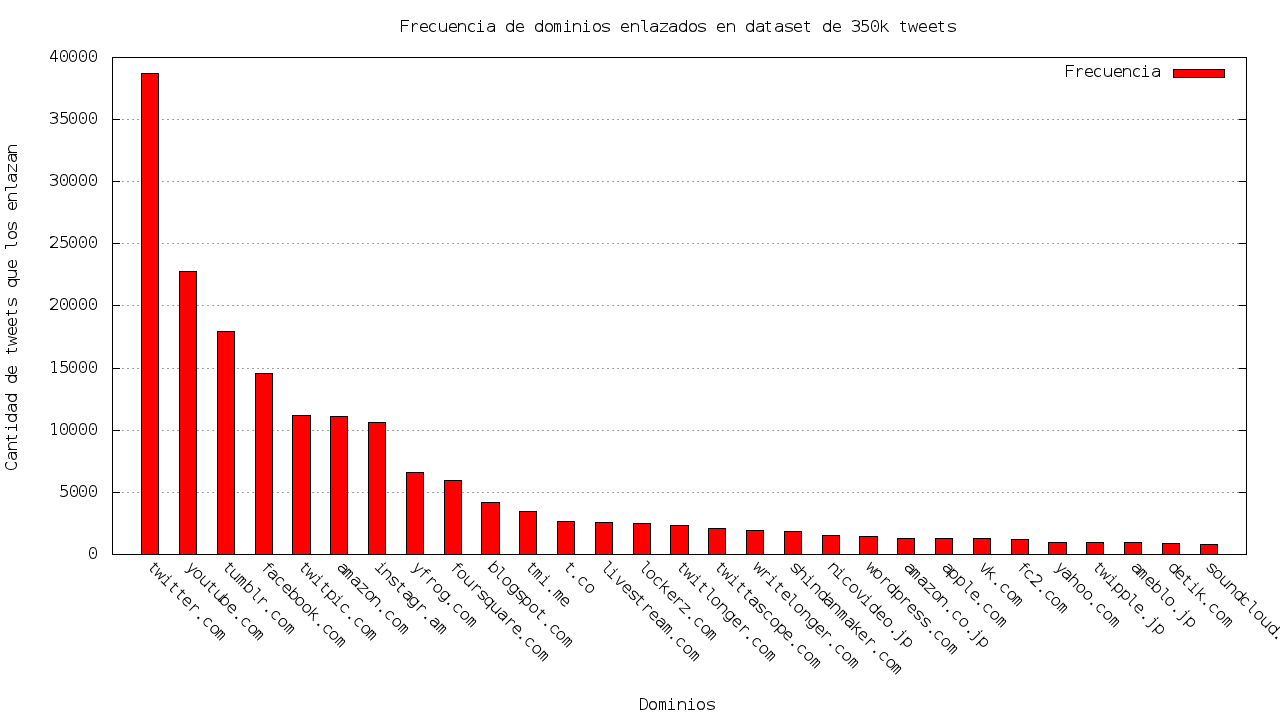 Frecuencia de dominios enlazados en dataset de 350k tweets
Frecuencia
Cantidad de tweets que los enlazan
40000
35000
30000
25000
20000
15000
10000
5000
0
twitter.com
youtube.com
tumblr.com
facebook.com
twitpic.com
amazon.com
instagr.am
yfrog.com
foursquare.com
blogspot.com
tmi.me
t.co
livestream.com
lockerz.com
twitlonger.com
twittascope.com
writelonger.com
shindanmaker.com
nicovideo.jp
wordpress.com
amazon.co.jp
apple.com
vk.com
fc2.com
yahoo.com
twipple.jp
ameblo.jp
detik.com
soundcloud.
Dominios